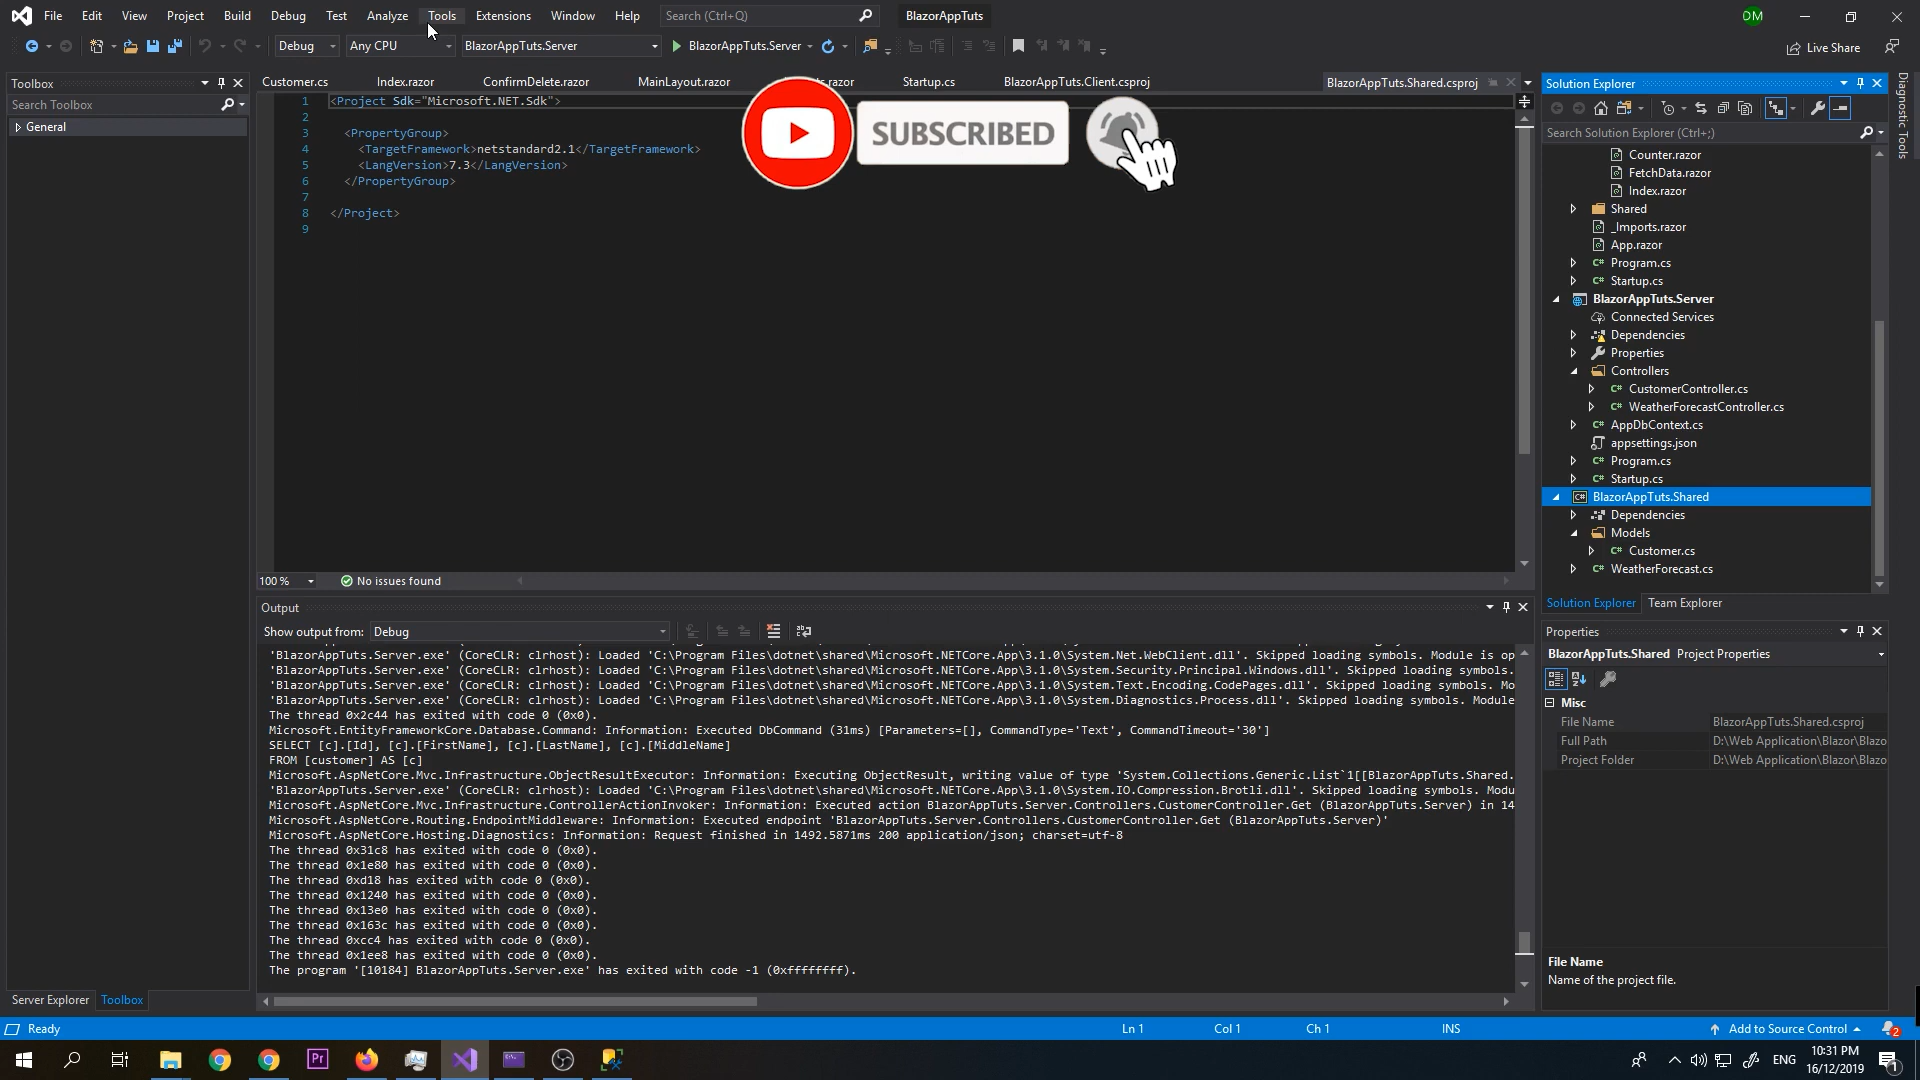 File Edit View Project Build Debug Test Analyze Tools Extensions Window Help Search (Ctrl+Q) BlazorAppTuts DM
Debug Any CPU BlazorAppTuts.Server BlazorAppTuts.Server Live Share
Toolbox
Search Toolbox
General
Customer.cs Index.razor ConfirmDelete.razor MainLayout.razor Startup.cs BlazorAppTuts.Client.csproj BlazorAppTuts.Shared.csproj
1 <Project Sdk="Microsoft.NET.Sdk">
2
3 <PropertyGroup>
4 <TargetFramework>netstandard2.1</TargetFramework>
5 <LangVersion>7.3</LangVersion>
6 </PropertyGroup>
7
8 </Project>
9
SUBSCRIBED
100 % No issues found
Output
Show output from: Debug
'BlazorAppTuts.Server.exe' (CoreCLR: clrhost): Loaded 'C:\Program Files\dotnet\shared\Microsoft.NETCore.App\3.1.0\System.Net.WebClient.dll'. Skipped loading symbols. Module is op
'BlazorAppTuts.Server.exe' (CoreCLR: clrhost): Loaded 'C:\Program Files\dotnet\shared\Microsoft.NETCore.App\3.1.0\System.Security.Principal.Windows.dll'. Skipped loading symbols.
'BlazorAppTuts.Server.exe' (CoreCLR: clrhost): Loaded 'C:\Program Files\dotnet\shared\Microsoft.NETCore.App\3.1.0\System.Text.Encoding.CodePages.dll'. Skipped loading symbols. Mo
'BlazorAppTuts.Server.exe' (CoreCLR: clrhost): Loaded 'C:\Program Files\dotnet\shared\Microsoft.NETCore.App\3.1.0\System.Diagnostics.Process.dll'. Skipped loading symbols. Module
The thread 0x2c44 has exited with code 0 (0x0).
Microsoft.EntityFrameworkCore.Database.Command: Information: Executed DbCommand (31ms) [Parameters=[], CommandType='Text', CommandTimeout='30']
SELECT [c].[Id], [c].[FirstName], [c].[LastName], [c].[MiddleName]
FROM [customer] AS [c]
Microsoft.AspNetCore.Mvc.Infrastructure.ObjectResultExecutor: Information: Executing ObjectResult, writing value of type 'System.Collections.Generic.List`1[[BlazorAppTuts.Shared.
'BlazorAppTuts.Server.exe' (CoreCLR: clrhost): Loaded 'C:\Program Files\dotnet\shared\Microsoft.NETCore.App\3.1.0\System.IO.Compression.Brotli.dll'. Skipped loading symbols. Modu
Microsoft.AspNetCore.Mvc.Infrastructure.ControllerActionInvoker: Information: Executed action BlazorAppTuts.Server.Controllers.CustomerController.Get (BlazorAppTuts.Server) in 14
Microsoft.AspNetCore.Routing.EndpointMiddleware: Information: Executed endpoint 'BlazorAppTuts.Server.Controllers.CustomerController.Get (BlazorAppTuts.Server)'
Microsoft.AspNetCore.Hosting.Diagnostics: Information: Request finished in 1492.5871ms 200 application/json; charset=utf-8
The thread 0x31c8 has exited with code 0 (0x0).
The thread 0x1e80 has exited with code 0 (0x0).
The thread 0xd18 has exited with code 0 (0x0).
The thread 0x1240 has exited with code 0 (0x0).
The thread 0x13e0 has exited with code 0 (0x0).
The thread 0x163c has exited with code 0 (0x0).
The thread 0xcc4 has exited with code 0 (0x0).
The thread 0x1ee8 has exited with code 0 (0x0).
The program '[10184] BlazorAppTuts.Server.exe' has exited with code -1 (0xffffffff).
Server Explorer Toolbox
Solution Explorer
Search Solution Explorer (Ctrl+;)
Counter.razor
FetchData.razor
Index.razor
Shared
_Imports.razor
App.razor
Program.cs
Startup.cs
BlazorAppTuts.Server
Connected Services
Dependencies
Properties
Controllers
CustomerController.cs
WeatherForecastController.cs
AppDbContext.cs
appsettings.json
Program.cs
Startup.cs
BlazorAppTuts.Shared
Dependencies
Models
Customer.cs
WeatherForecast.cs
Solution Explorer Team Explorer
Properties
BlazorAppTuts.Shared Project Properties
Misc
File Name BlazorAppTuts.Shared.csproj
Full Path D:\Web Application\Blazor\Blazo
Project Folder D:\Web Application\Blazor\Blazo
File Name
Name of the project file.
Diagnostic Tools
Ready Ln 1 Col 1 Ch 1 INS Add to Source Control 2
Pr ENG 10:31 PM
16/12/2019 1